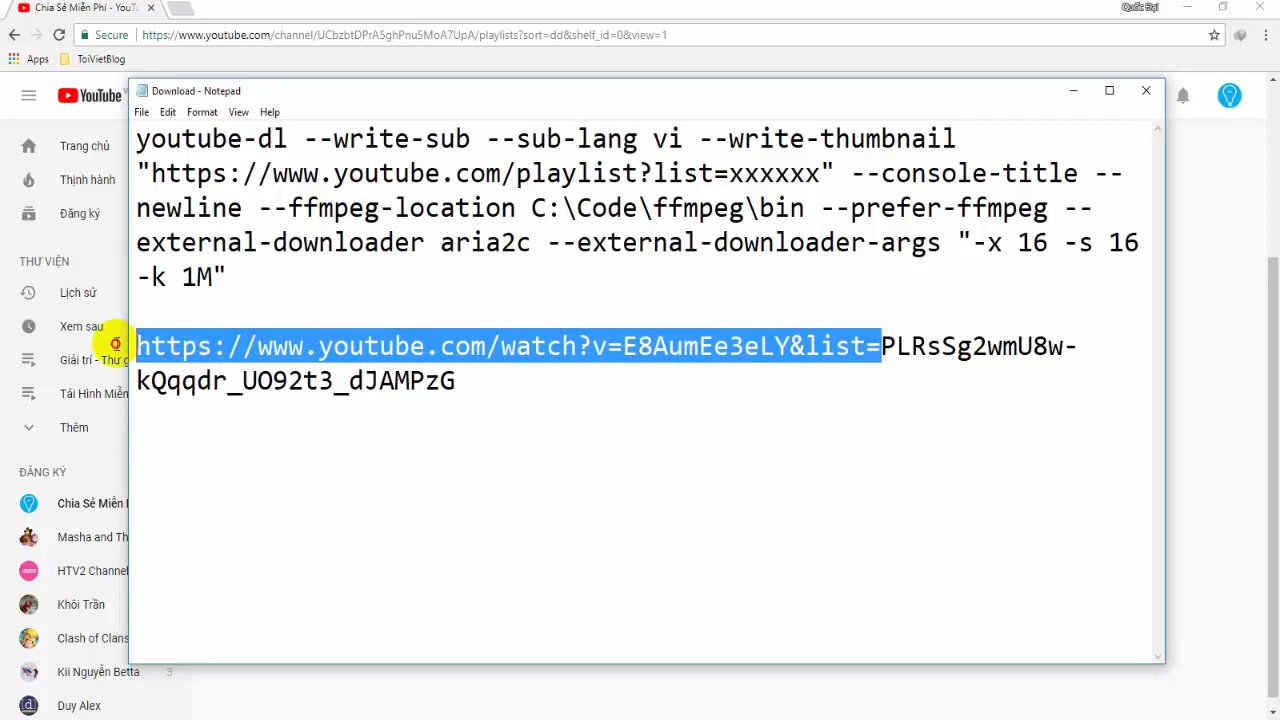 Chia Sẻ Miễn Phí - YouT
Quốc Đại
Secure
https://www.youtube.com/channel/UCbzbtDPrA5ghPnu5MoA7UpA/playlists?sort=dd&shelf_id=0&view=1
Apps
ToiVietBlog
YouTube
Download - Notepad
File Edit Format View Help
youtube-dl --write-sub --sub-lang vi --write-thumbnail
"https://www.youtube.com/playlist?list=xxxxxx" --console-title --
newline --ffmpeg-location C:\Code\ffmpeg\bin --prefer-ffmpeg --
external-downloader aria2c --external-downloader-args "-x 16 -s 16
-k 1M"
https://www.youtube.com/watch?v=E8AumEe3eLY&list=PLRsSg2wmU8w-
kQqqdr_UO92t3_dJAMPzG
Trang chủ
Thịnh hành
Đăng ký
THƯ VIỆN
Lịch sử
Xem sau
Giải trí - Thư g
Tải Hình Miễn
Thêm
ĐĂNG KÝ
Chia Sẻ Miễn
Masha and Th
HTV2 Channel
Khôi Trần
Clash of Clans
Kii Nguyễn Betta 3
Duy Alex